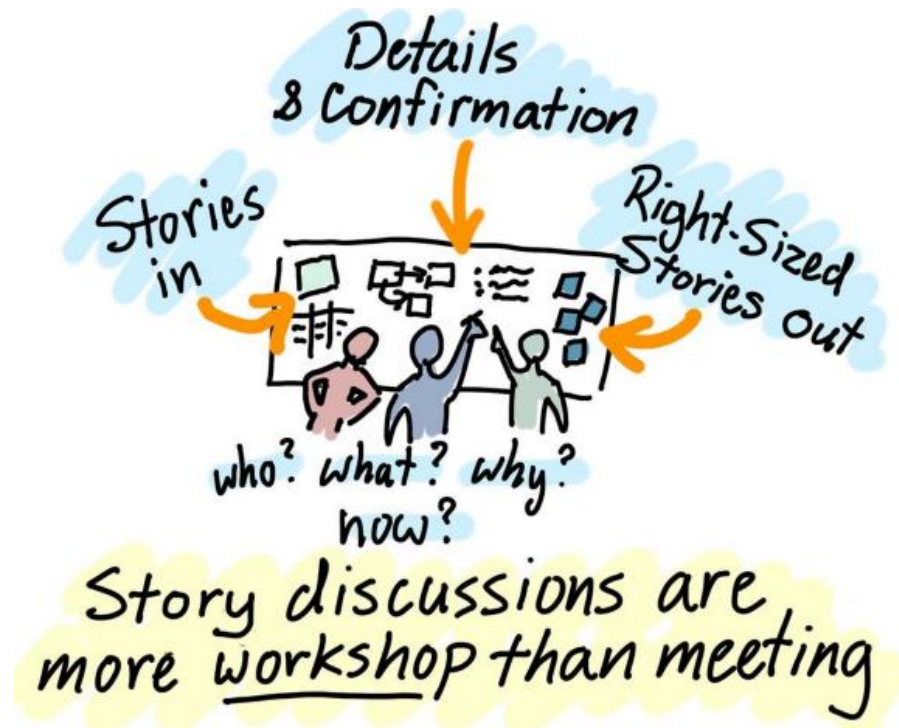 Details
& Confirmation
Stories
in
Right-Sized
Stories Out
who? what? why?
how?
Story discussions are
more workshop than meeting